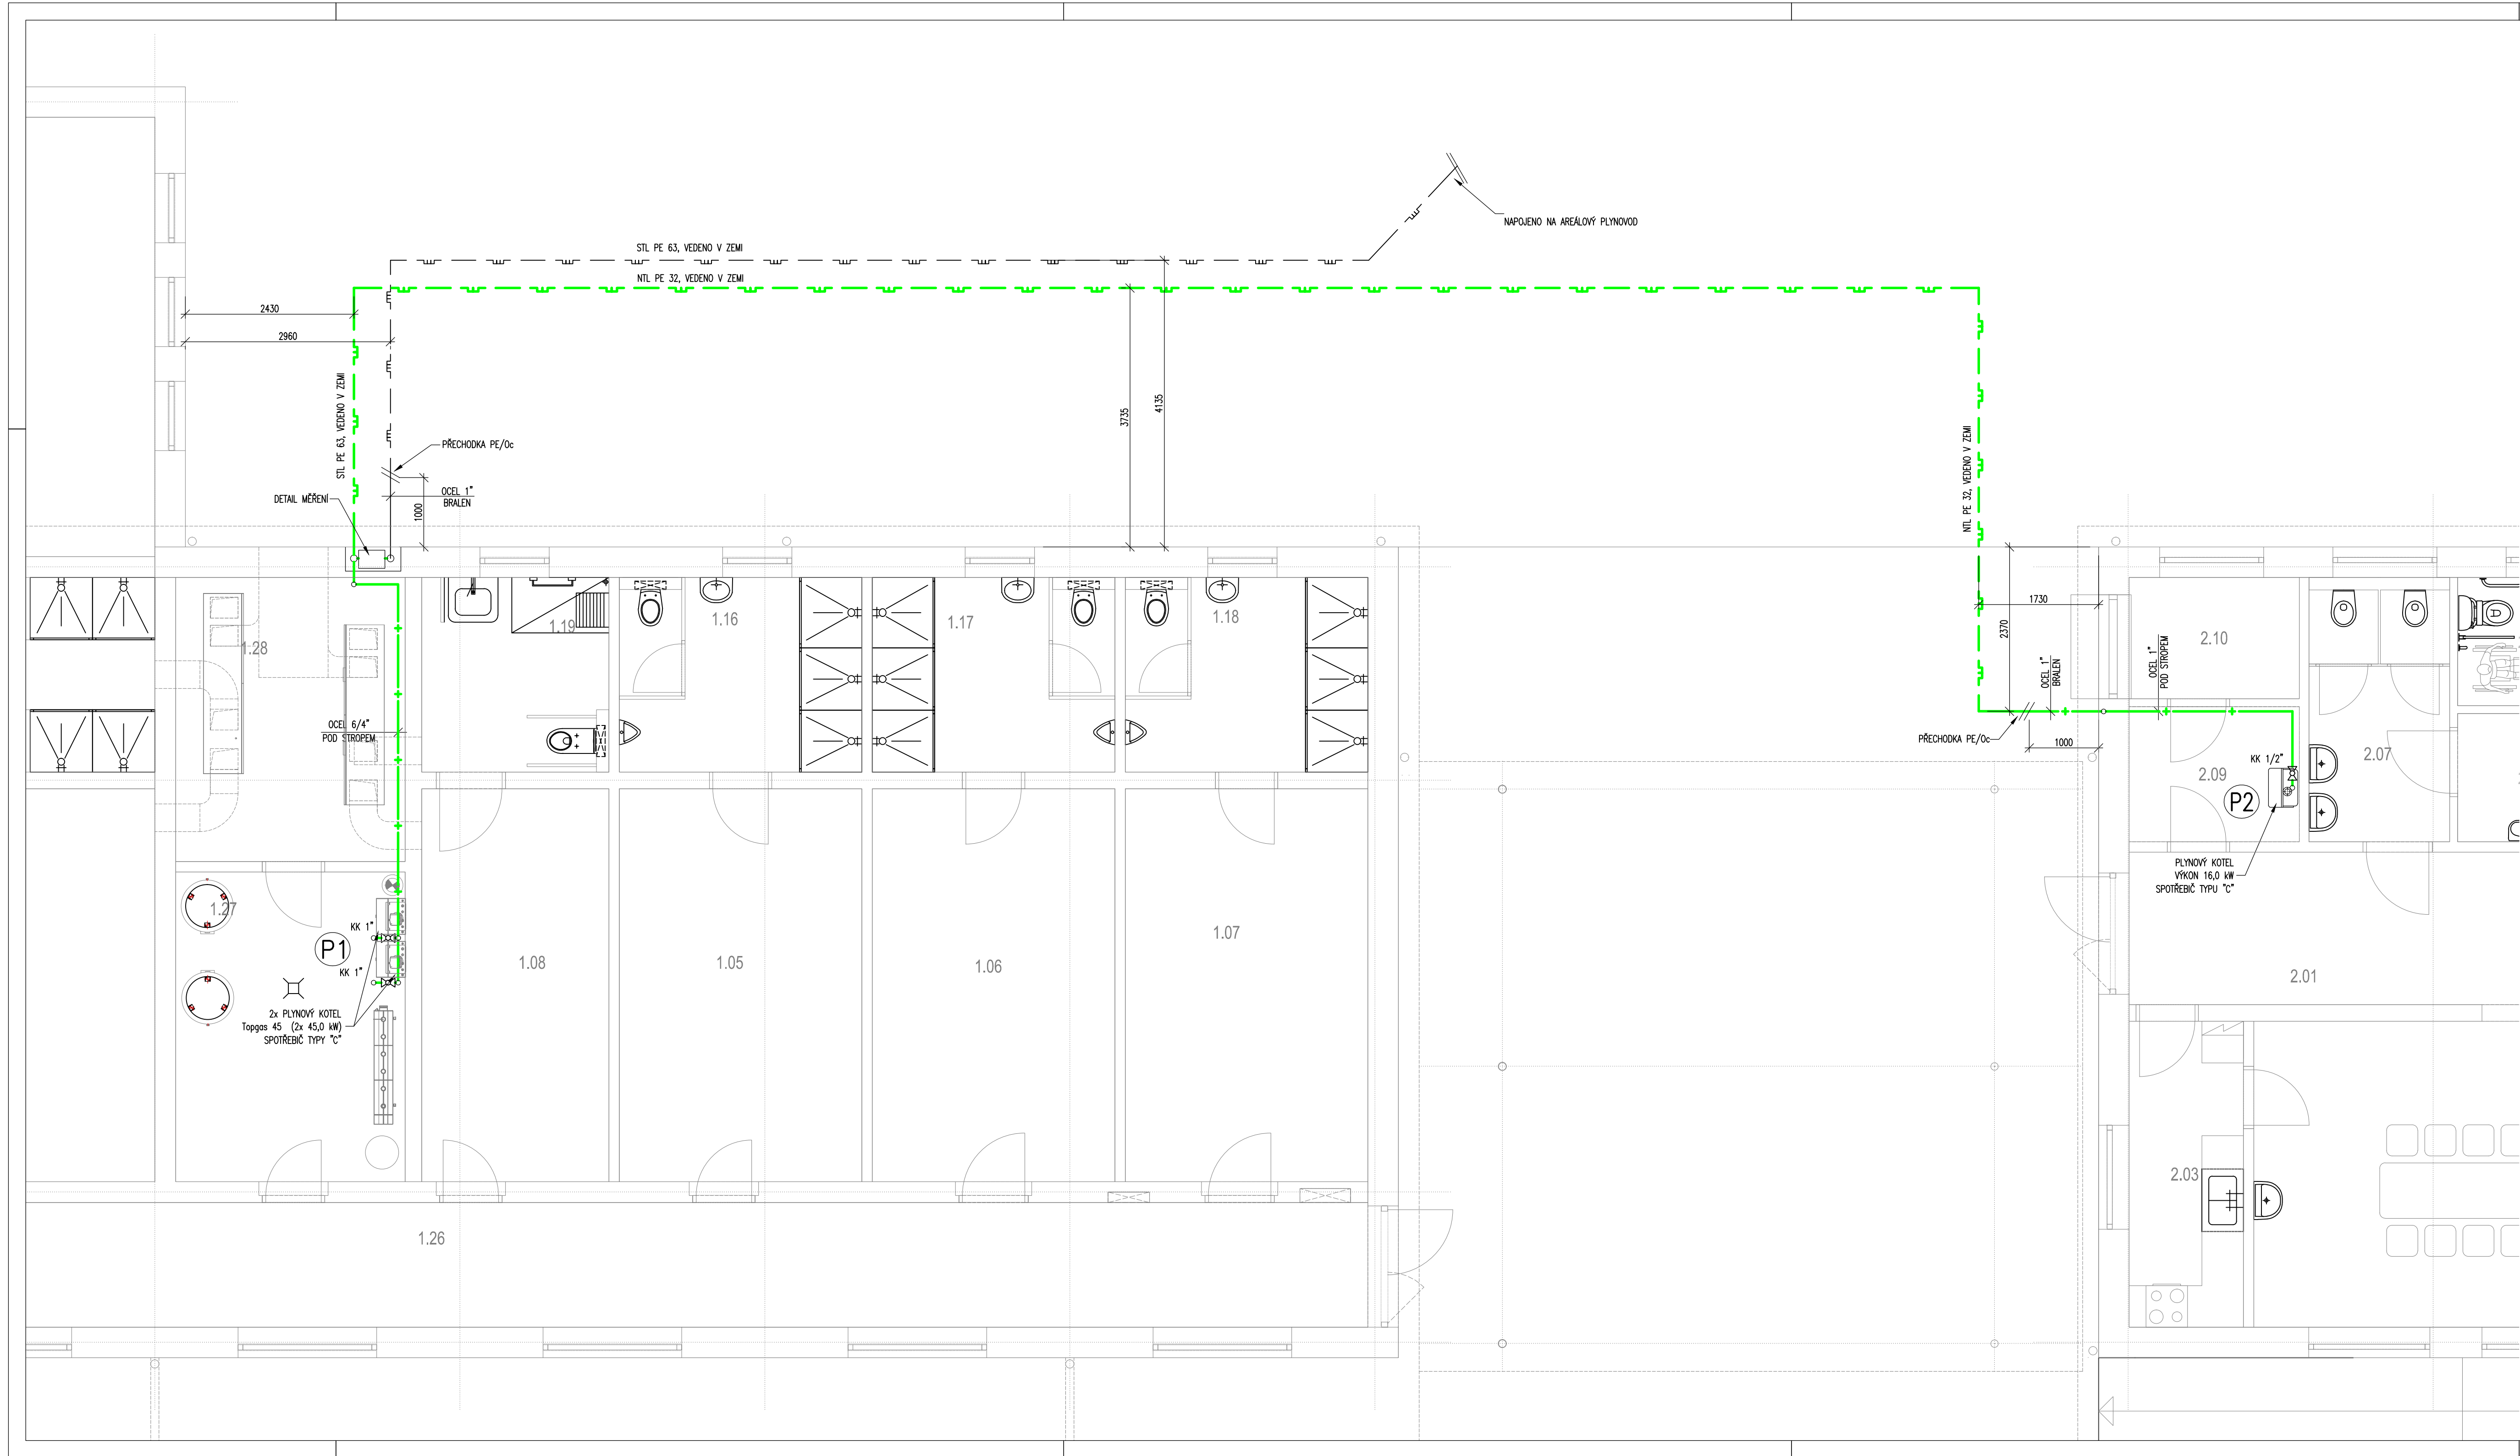 NAPOJENO NA AREÁLOVÝ PLYNOVOD
STL PE 63, VEDENO V ZEMI
NTL PE 32, VEDENO V ZEMI
2430
2960
STL PE 63, VEDENO V ZEMI
3735
4135
PŘECHODKA PE/Oc
DETAIL MĚŘENÍ
OCEL 1"
BRALEN
1000
NTL PE 32, VEDENO V ZEMI
1730
2370
OCEL 1"
BRALEN
OCEL 1"
POD STROPEM
PŘECHODKA PE/Oc
1000
1.28
1.19
1.16
1.17
1.18
2.10
OCEL 6/4"
POD STROPEM
KK 1/2"
2.07
2.09
P2
PLYNOVÝ KOTEL
VÝKON 16,0 kW
SPOTŘEBIČ TYPU "C"
1.27
KK 1"
P1
KK 1"
2x PLYNOVÝ KOTEL
Topgas 45 (2x 45,0 kW)
SPOTŘEBIČ TYPY "C"
1.08
1.05
1.06
1.07
2.01
2.03
1.26